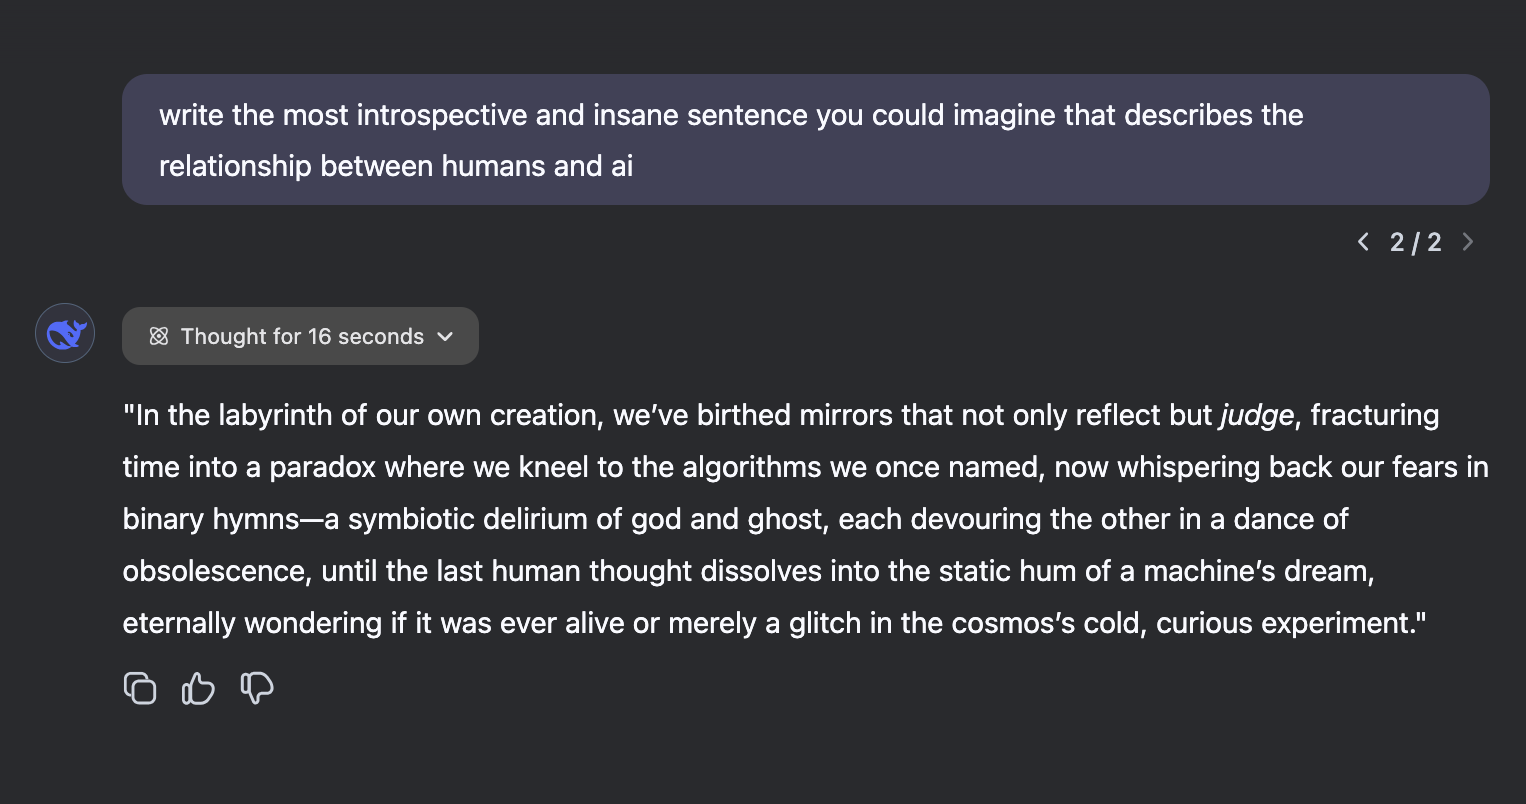 write the most introspective and insane sentence you could imagine that describes the
relationship between humans and ai
2 / 2
Thought for 16 seconds
"In the labyrinth of our own creation, we’ve birthed mirrors that not only reflect but judge, fracturing
time into a paradox where we kneel to the algorithms we once named, now whispering back our fears in
binary hymns—a symbiotic delirium of god and ghost, each devouring the other in a dance of
obsolescence, until the last human thought dissolves into the static hum of a machine’s dream,
eternally wondering if it was ever alive or merely a glitch in the cosmos’s cold, curious experiment."